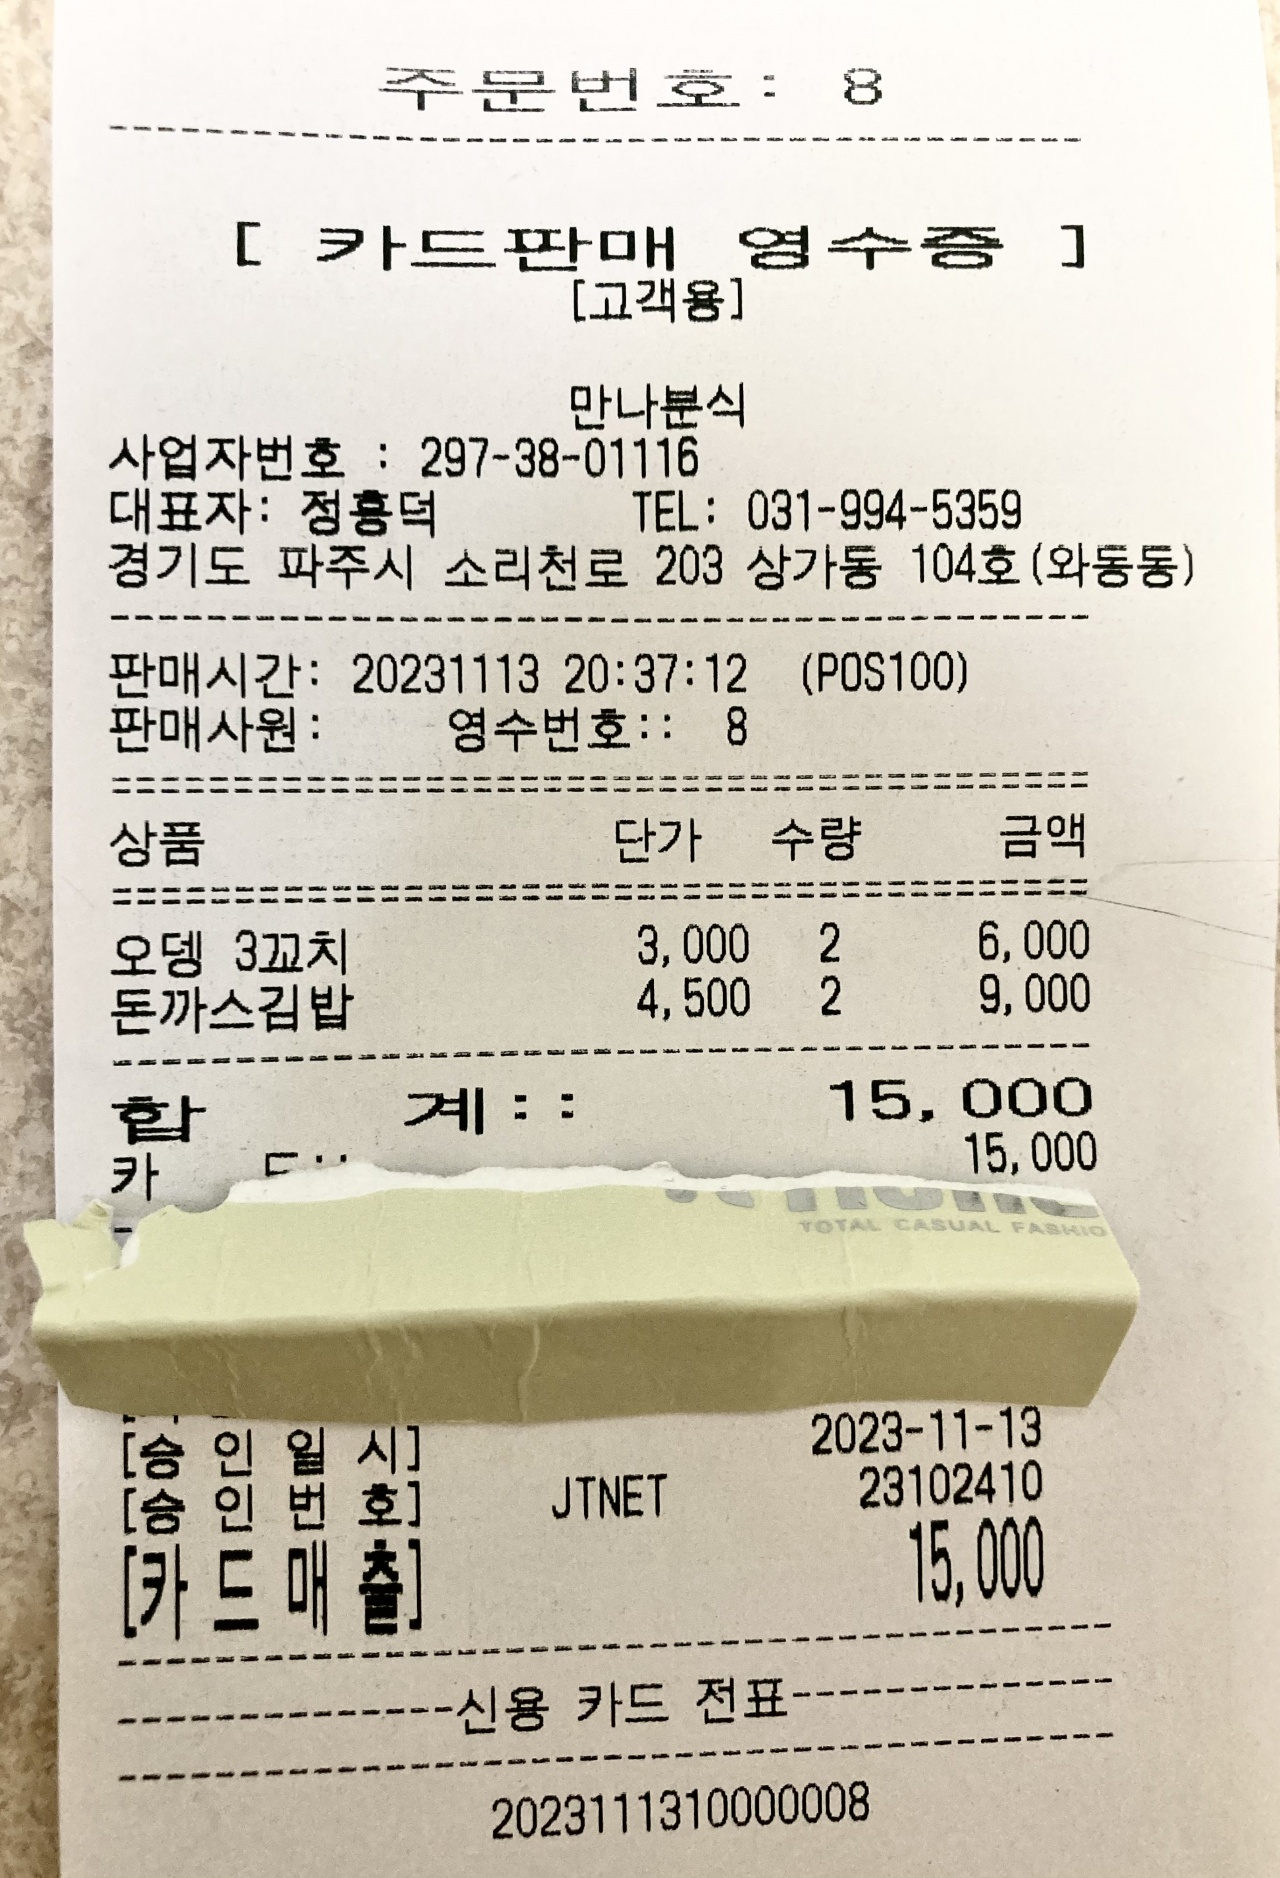 주문번호: 8
[ 카드판매 영수증 ]
[고객용]
만나분식
사업자번호 : 297-38-01116
대표자: 정흥덕 TEL: 031-994-5359
경기도 파주시 소리천로 203 상가동 104호(와동동)
판매시간: 20231113 20:37:12 (POS100)
판매사원: 영수번호:: 8
상품 단가 수량 금액
오뎅 3꼬치 3,000 2 6,000
돈까스김밥 4,500 2 9,000
합 계:: 15,000
카 15,000
TOTAL CASUAL FASHIO
2023-11-13
[승 인 일 시]
[승 인 번 호] JTNET 23102410
[카 드 매 출] 15,000
신용 카드 전표
2023111310000008